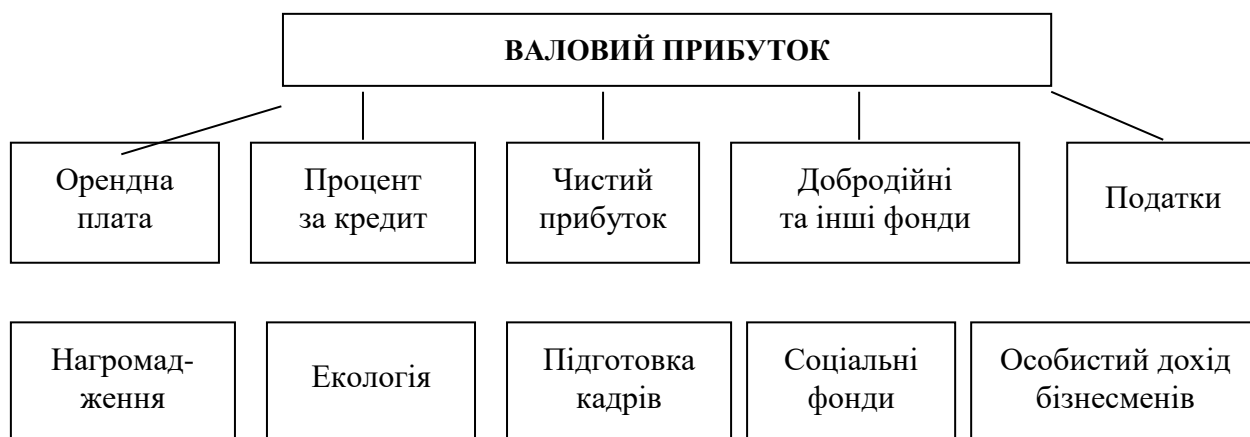 ВАЛОВИЙ ПРИБУТОК
Орендна
плата
Процент
за кредит
Чистий
прибуток
Добродійні
та інші фонди
Податки
Нагромад-
ження
Екологія
Підготовка
кадрів
Соціальні
фонди
Особистий дохід
бізнесменів